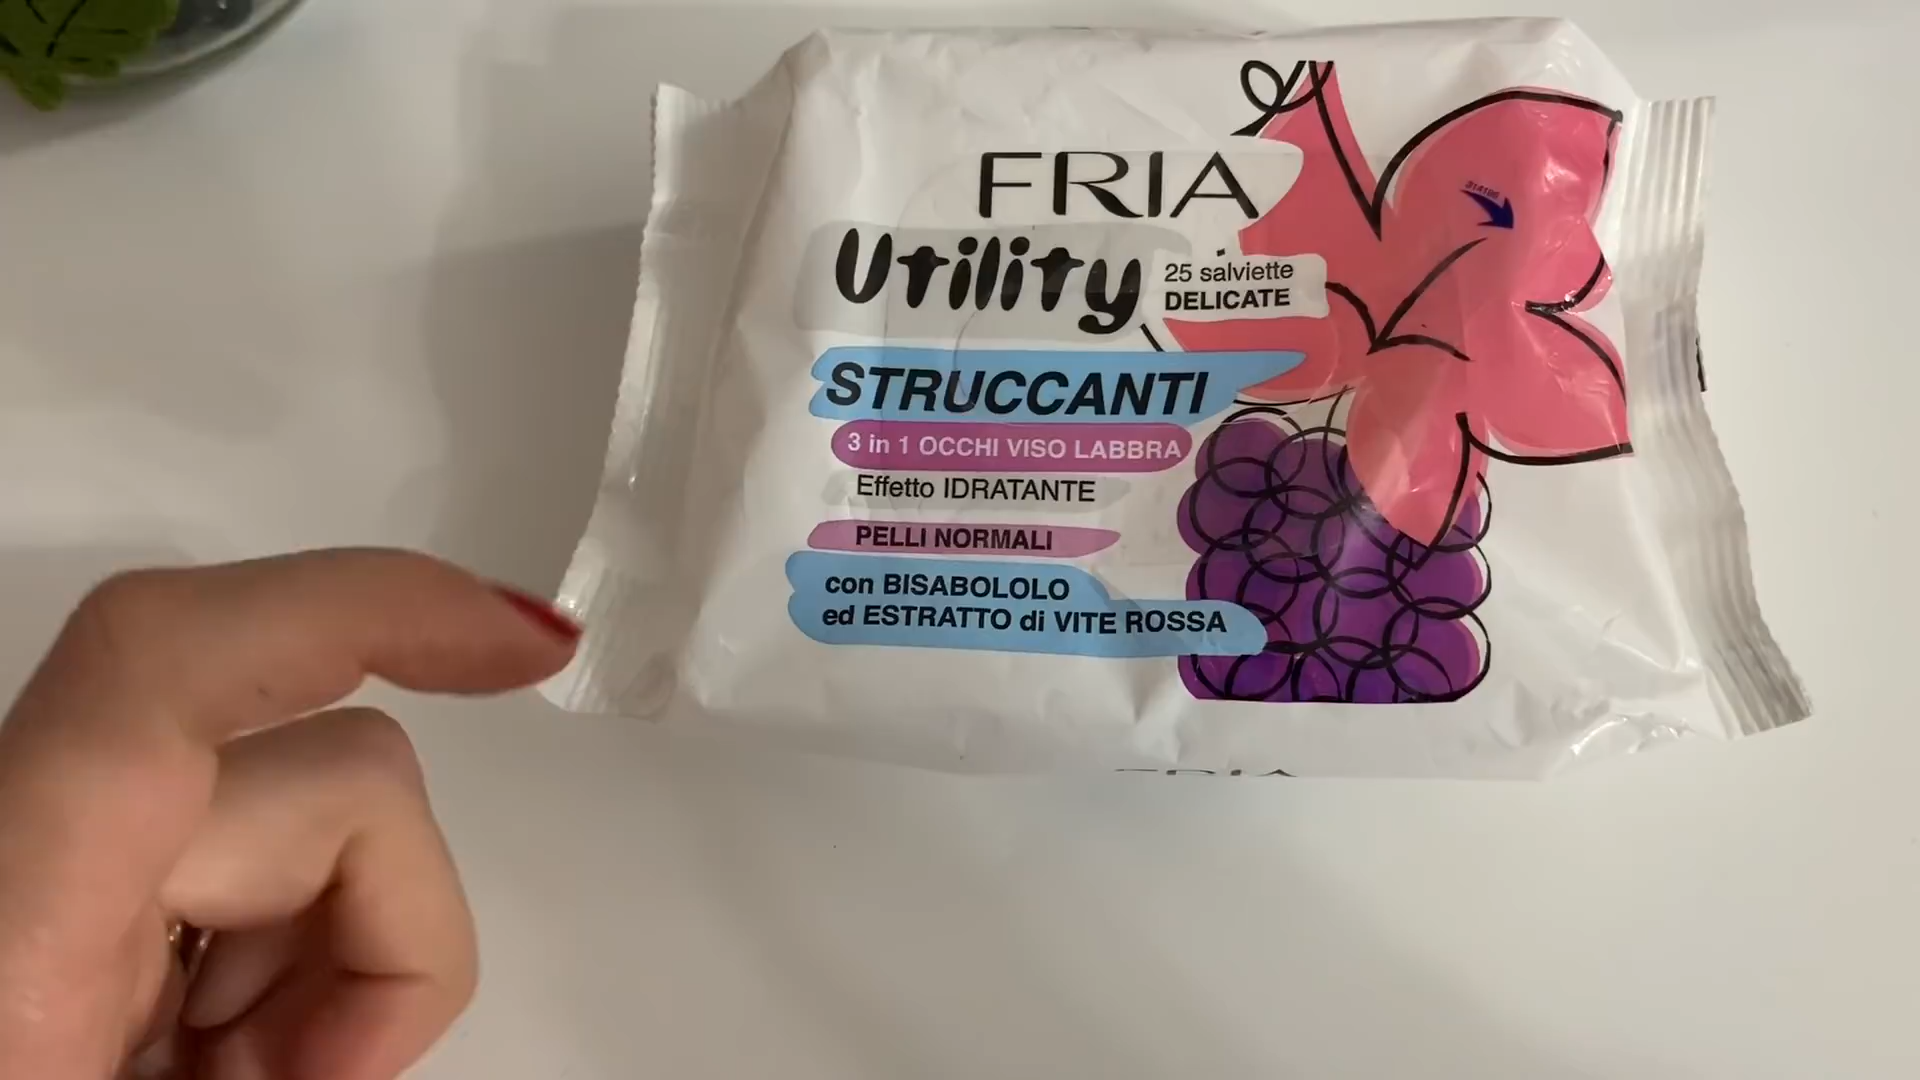 FRIA
Utility
25 salviette
DELICATE
STRUCCANTI
3 in 1 OCCHI VISO LABBRA
Effetto IDRATANTE
PELLI NORMALI
con BISABOLOLO
ed ESTRATTO di VITE ROSSA
FRIA